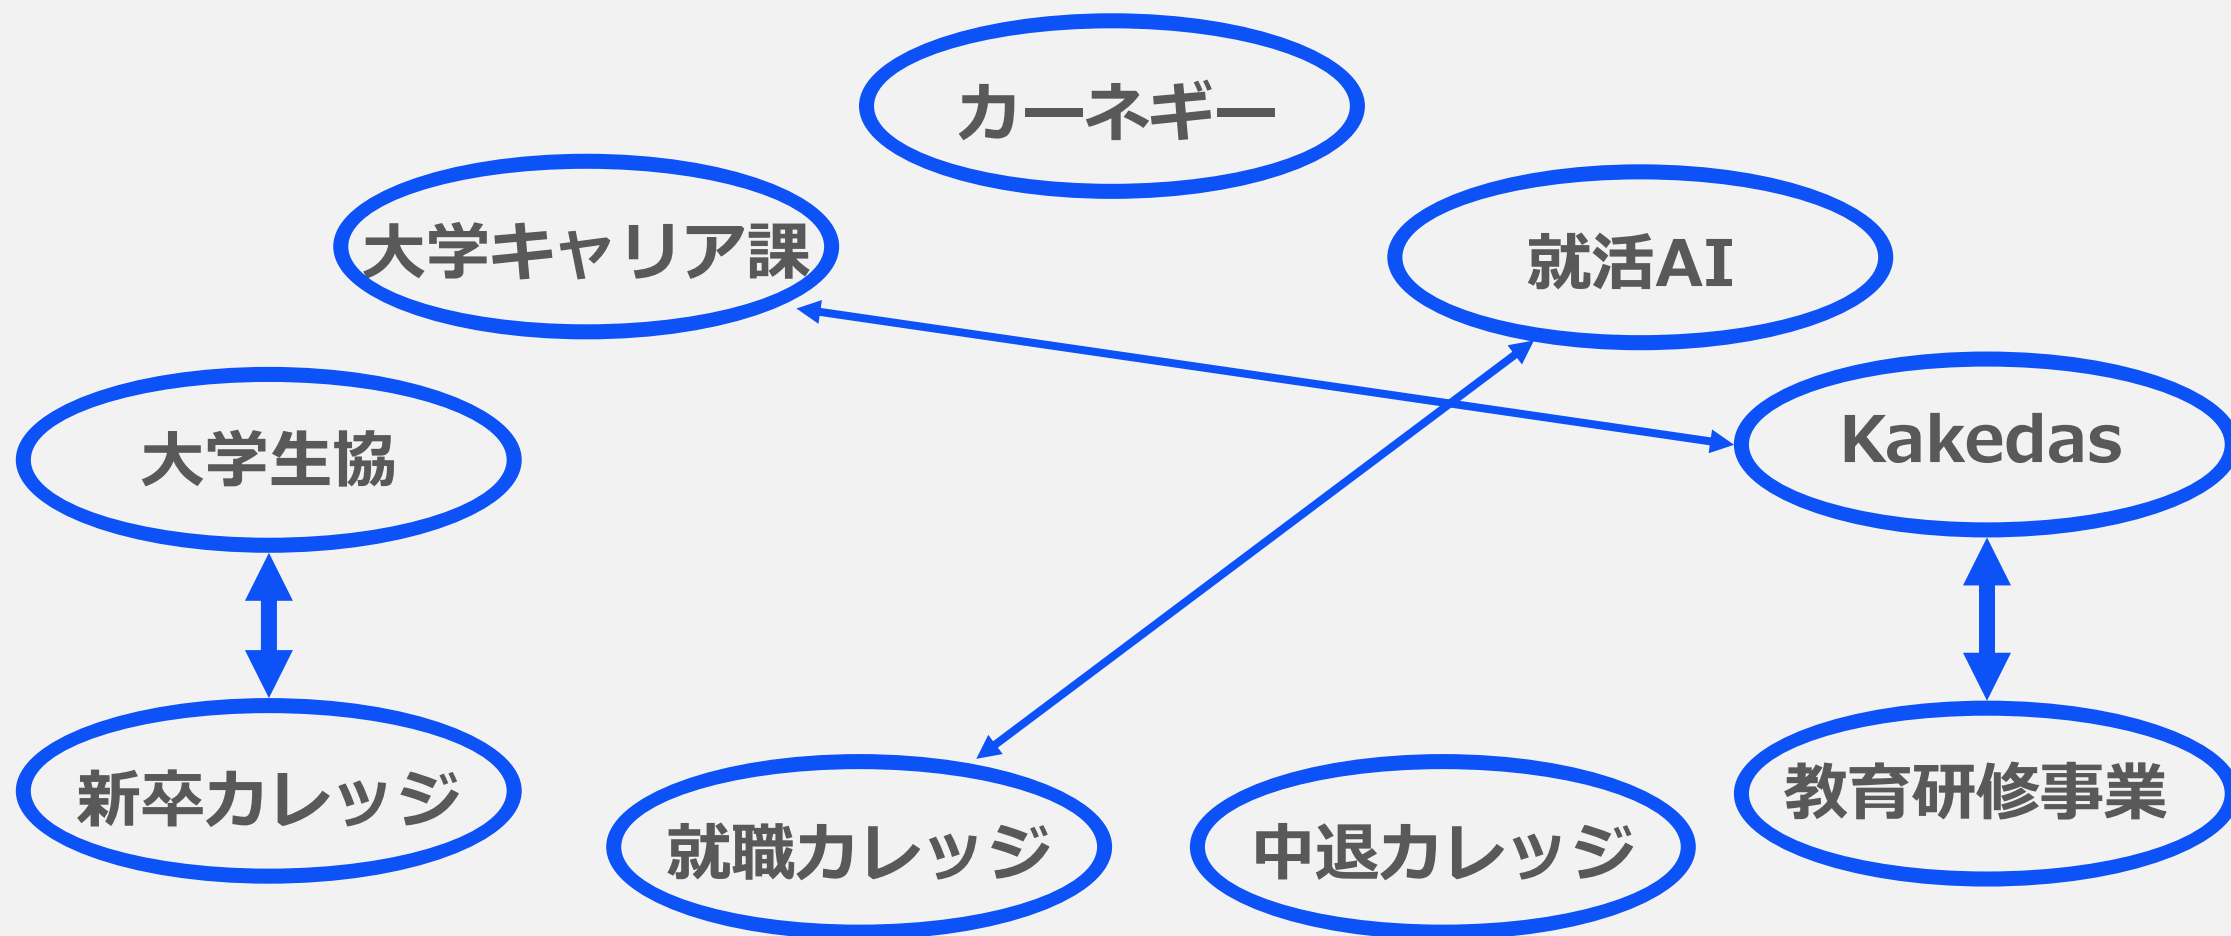 カーネギー
大学キャリア課
就活AI
大学生協
Kakedas
新卒カレッジ
就職カレッジ
中退カレッジ
教育研修事業